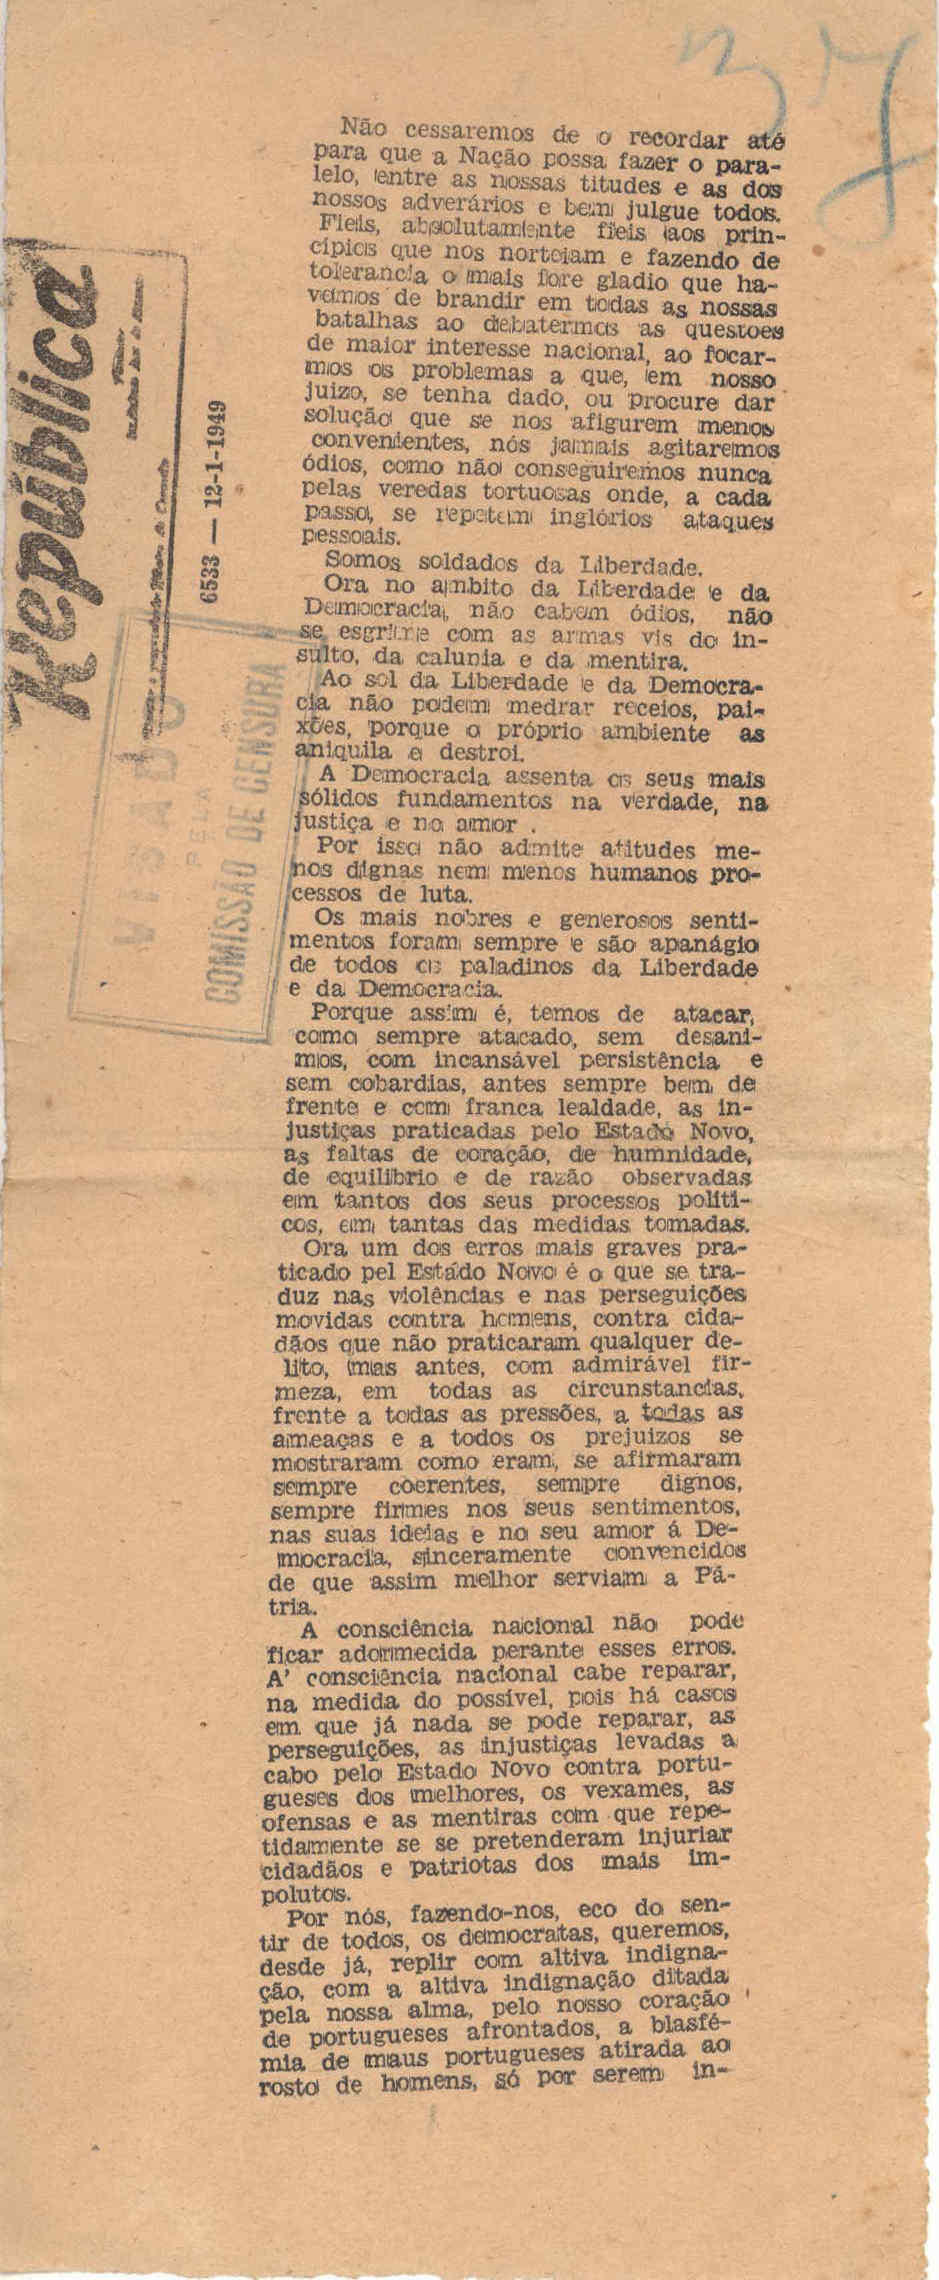 Não cessaremos de o recordar até
para que a Nação possa fazer o para-
lelo, entre as nossas titudes e as dos
nossos adverários e bem julgue todos.
Fieis, absolutamente fieis aos prin-
cípios que nos norteiam e fazendo de
tolerancia o mais fore gladio que ha-
vemos de brandir em todas as nossas
batalhas ao debatermos as questoes
de maior interesse nacional, ao focar-
mos os problemas a que, em nosso
juizo, se tenha dado, ou procure dar
solução que se nos afigurem menos
convenientes, nós jamais agitaremos
ódios, como não conseguiremos nunca
pelas veredas tortuosas onde, a cada
passo, se repetem inglórios ataques
pessoais.
Somos soldados da Liberdade.
Ora no ambito da Liberdade e da
Democracia, não cabem ódios, não
se esgrime com as armas vis do in-
sulto, da calunia e da mentira.
Ao sol da Liberdade e da Democra-
cia não podem medrar receios, pai-
xões, porque o próprio ambiente as
aniquila e destroi.
A Democracia assenta os seus mais
sólidos fundamentos na verdade, na
justiça e no amor .
Por isso não admite atitudes me-
nos dignas nem menos humanos pro-
cessos de luta.
Os mais nobres e generosos senti-
mentos foram sempre e são apanágio
de todos os paladinos da Liberdade
e da Democracia.
Porque assim é, temos de atacar,
como sempre atacado, sem desani-
mos, com incansável persistência e
sem cobardias, antes sempre bem de
frente e com franca lealdade, as in-
justiças praticadas pelo Estado Novo,
as faltas de coração, de humnidade,
de equilibrio e de razão observadas
em tantos dos seus processos politi-
cos, em tantas das medidas tomadas.
Ora um dos erros mais graves pra-
ticado pel Estádo Novo é o que se tra-
duz nas violências e nas perseguições
movidas contra homens, contra cida-
dãos que não praticaram qualquer de-
lito, mas antes, com admirável fir-
meza, em todas as circunstancias,
frente a todas as pressões, a todas as
ameaças e a todos os prejuizos se
mostraram como eram, se afirmaram
sempre coerentes, sempre dignos,
sempre firmes nos seus sentimentos,
nas suas ideias e no seu amor á De-
mocracia, sinceramente convencidos
de que assim melhor serviam a Pá-
tria.
A consciência nacional não pode
ficar adormecida perante esses erros.
A' consciência nacional cabe reparar,
na medida do possível, pois há casos
em que já nada se pode reparar, as
perseguições, as injustiças levadas a
cabo pelo Estado Novo contra portu-
gueses dos melhores, os vexames, as
ofensas e as mentiras com que repe-
tidamente se se pretenderam injuriar
cidadãos e patriotas dos mais im-
polutos.
Por nós, fazendo-nos, eco do sen-
tir de todos, os democratas, queremos,
desde já, replir com altiva indigna-
ção, com a altiva indignação ditada
pela nossa alma, pelo nosso coração
de portugueses afrontados, a blasfé-
mia de maus portugueses atirada ao
rosto de homens, só por serem in-
República
6533 — 12-1-1949
VISADO
PELA
COMISSÃO DE CENSURA